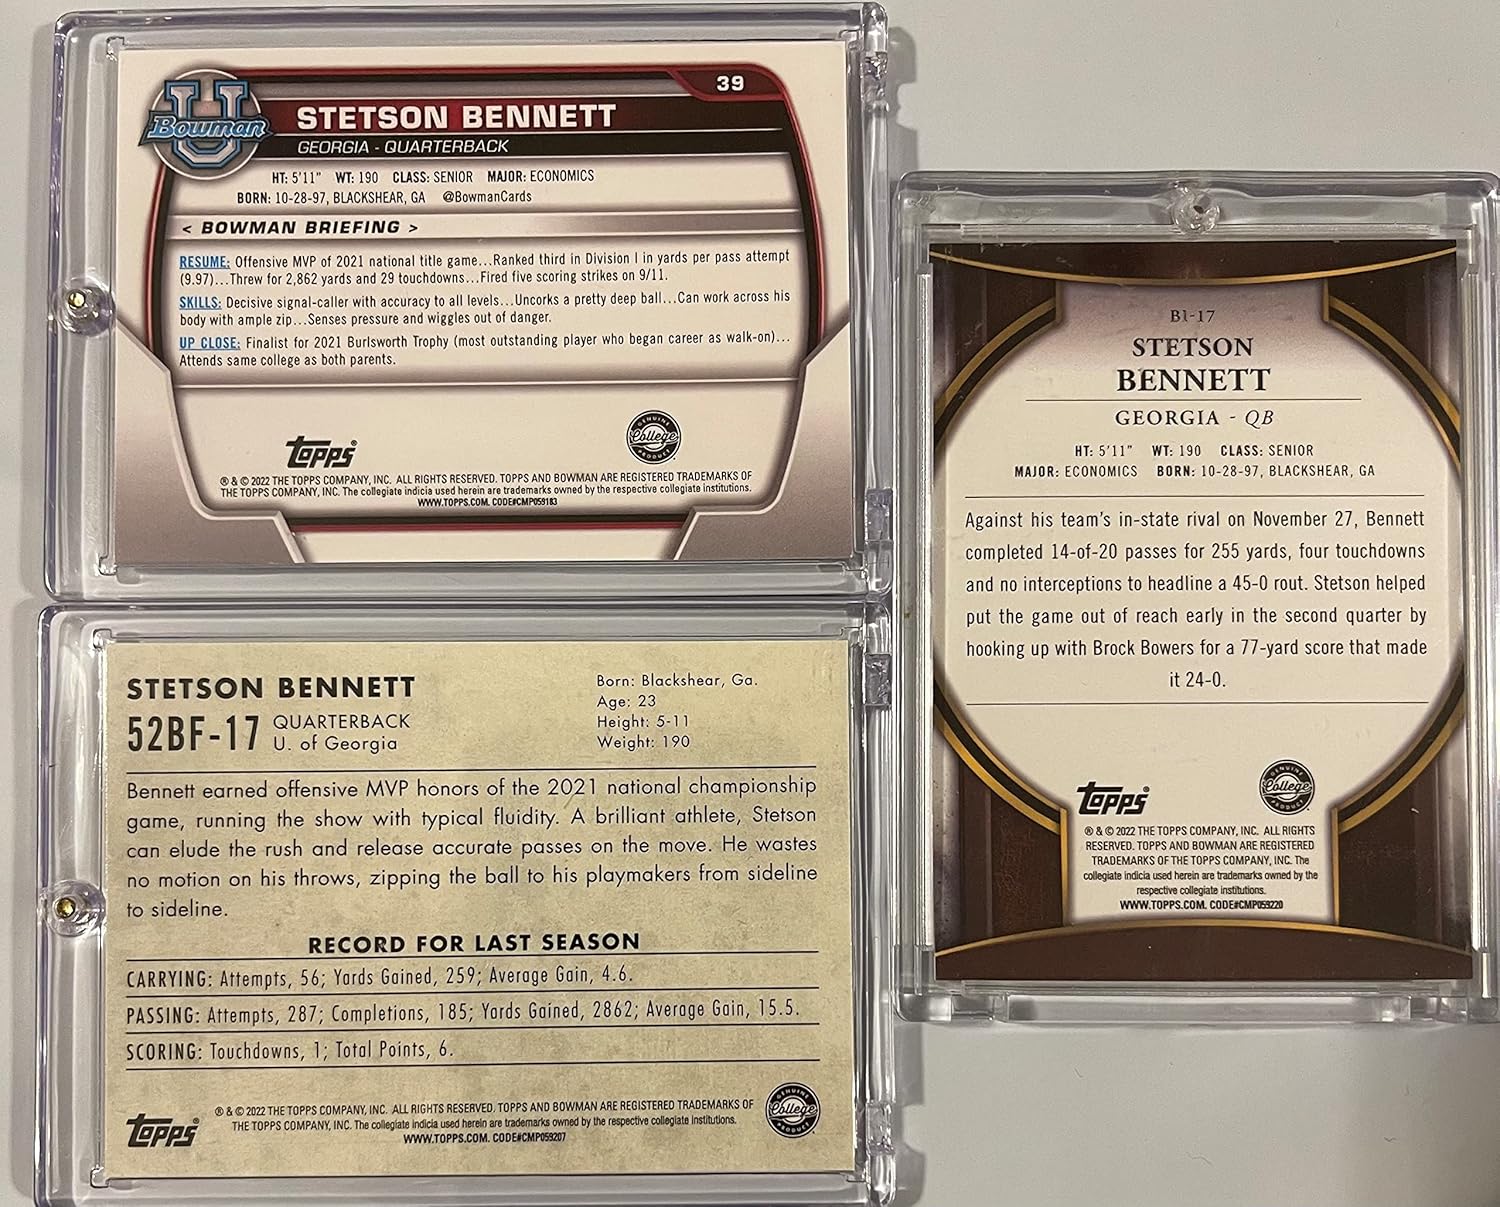 39
U
Bowman
STETSON BENNETT
GEORGIA - QUARTERBACK
HT: 5'11" WT: 190 CLASS: SENIOR MAJOR: ECONOMICS
BORN: 10-28-97, BLACKSHEAR, GA @BowmanCards
< BOWMAN BRIEFING >
RESUME: Offensive MVP of 2021 national title game...Ranked third in Division I in yards per pass attempt
(9.97)...Threw for 2,862 yards and 29 touchdowns...Fired five scoring strikes on 9/11.
SKILLS: Decisive signal-caller with accuracy to all levels...Uncorks a pretty deep ball...Can work across his
body with ample zip...Senses pressure and wiggles out of danger.
UP CLOSE: Finalist for 2021 Burlsworth Trophy (most outstanding player who began career as walk-on)...
Attends same college as both parents.
topps
GENUINE
College
PRODUCT
® & © 2022 THE TOPPS COMPANY, INC. ALL RIGHTS RESERVED. TOPPS AND BOWMAN ARE REGISTERED TRADEMARKS OF
THE TOPPS COMPANY, INC. The collegiate indicia used herein are trademarks owned by the respective collegiate institutions.
WWW.TOPPS.COM. CODE#CMP059183
STETSON BENNETT
52BF-17
QUARTERBACK
U. of Georgia
Born: Blackshear, Ga.
Age: 23
Height: 5-11
Weight: 190
Bennett earned offensive MVP honors of the 2021 national championship
game, running the show with typical fluidity. A brilliant athlete, Stetson
can elude the rush and release accurate passes on the move. He wastes
no motion on his throws, zipping the ball to his playmakers from sideline
to sideline.
RECORD FOR LAST SEASON
CARRYING: Attempts, 56; Yards Gained, 259; Average Gain, 4.6.
PASSING: Attempts, 287; Completions, 185; Yards Gained, 2862; Average Gain, 15.5.
SCORING: Touchdowns, 1; Total Points, 6.
topps
® & © 2022 THE TOPPS COMPANY, INC. ALL RIGHTS RESERVED. TOPPS AND BOWMAN ARE REGISTERED TRADEMARKS OF
THE TOPPS COMPANY, INC. The collegiate indicia used herein are trademarks owned by the respective collegiate institutions.
WWW.TOPPS.COM. CODE#CMP059207
GENUINE
College
PRODUCT
BI-17
STETSON
BENNETT
GEORGIA - QB
HT: 5'11" WT: 190 CLASS: SENIOR
MAJOR: ECONOMICS BORN: 10-28-97, BLACKSHEAR, GA
Against his team's in-state rival on November 27, Bennett
completed 14-of-20 passes for 255 yards, four touchdowns
and no interceptions to headline a 45-0 rout. Stetson helped
put the game out of reach early in the second quarter by
hooking up with Brock Bowers for a 77-yard score that made
it 24-0.
topps
GENUINE
College
PRODUCT
® & © 2022 THE TOPPS COMPANY, INC. ALL RIGHTS
RESERVED. TOPPS AND BOWMAN ARE REGISTERED
TRADEMARKS OF THE TOPPS COMPANY, INC. The
collegiate indicia used herein are trademarks owned by the
respective collegiate institutions.
WWW.TOPPS.COM. CODE#CMP059220